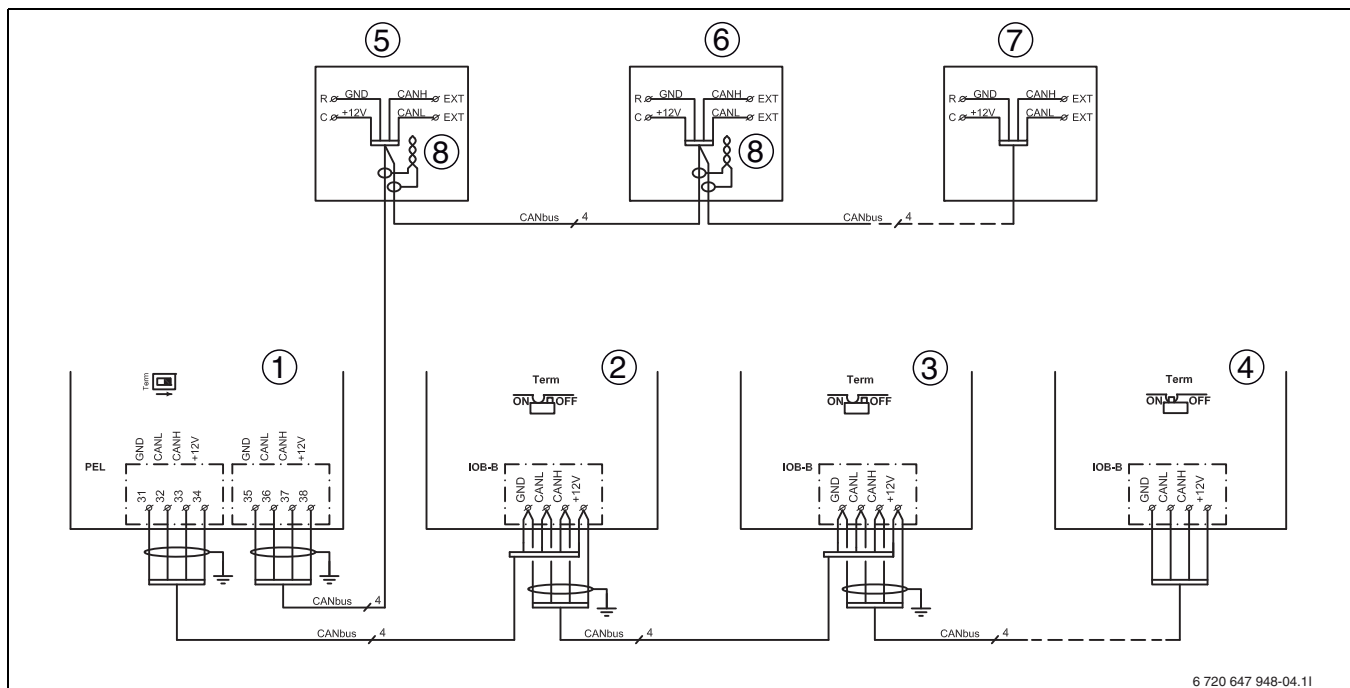 5
6
7
R GND CANH EXT
C +12V CANL EXT
8
R GND CANH EXT
C +12V CANL EXT
8
R GND CANH EXT
C +12V CANL EXT
CANbus 4
CANbus 4
1
Term
GND CANL CANH +12V
GND CANL CANH +12V
PEL
31 32 33 34
35 36 37 38
2
Term
ON OFF
IOB-B
GND CANL CANH +12V
3
Term
ON OFF
IOB-B
GND CANL CANH +12V
4
Term
ON OFF
IOB-B
GND CANL CANH +12V
CANbus 4
CANbus 4
CANbus 4
CANbus 4
6 720 647 948-04.1I